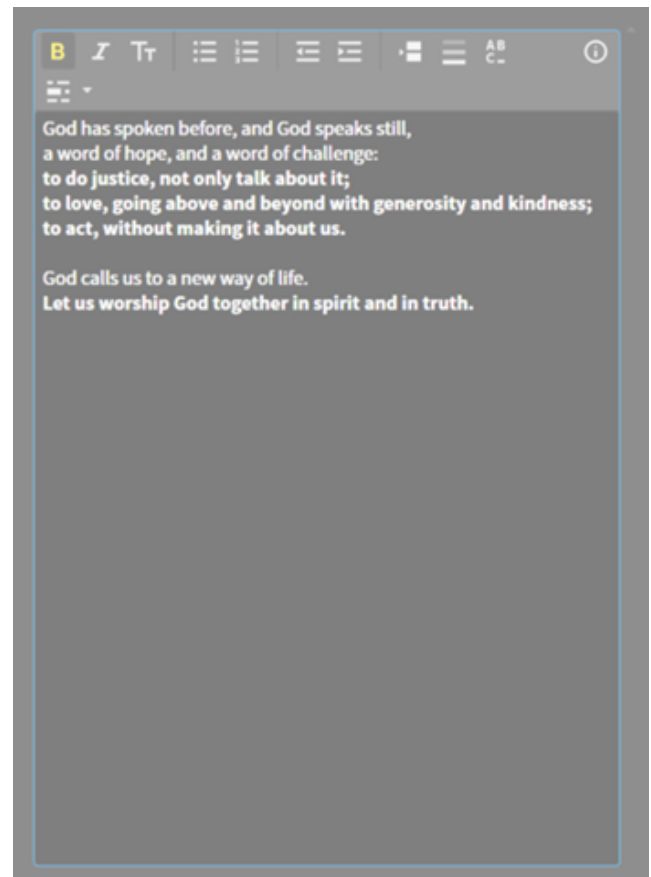 B I TT
AB
C
God has spoken before, and God speaks still,
a word of hope, and a word of challenge:
to do justice, not only talk about it;
to love, going above and beyond with generosity and kindness;
to act, without making it about us.
God calls us to a new way of life.
Let us worship God together in spirit and in truth.